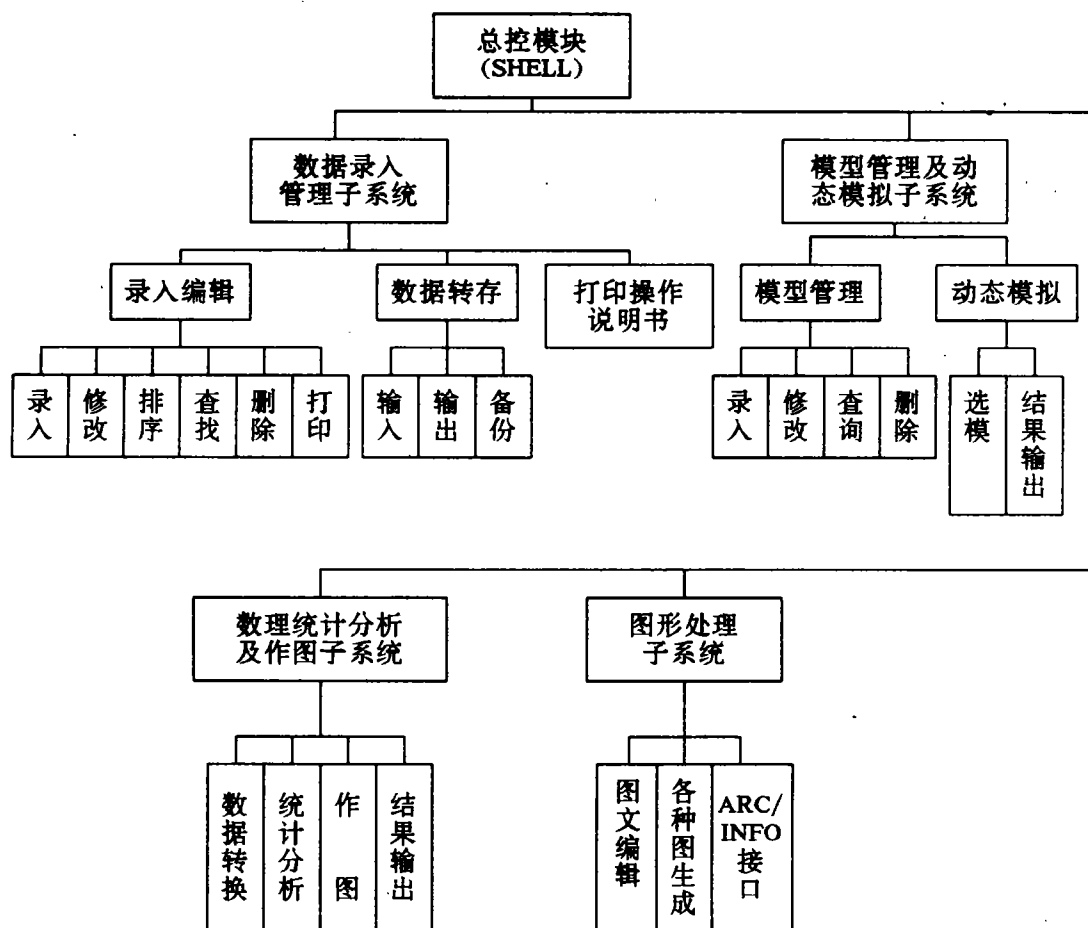 总控模块
(SHELL)
数据录入
管理子系统
模型管理及动
态模拟子系统
录入编辑
数据转存
打印操作
说明书
模型管理
动态模拟
录入
修改
排序
查找
删除
打印
输入
输出
备份
录入
修改
查询
删除
选模
结果输出
数理统计分析
及作图子系统
图形处理
子系统
数据转换
统计分析
作图
结果输出
图文编辑
各种图生成
ARC/
INFO
接口